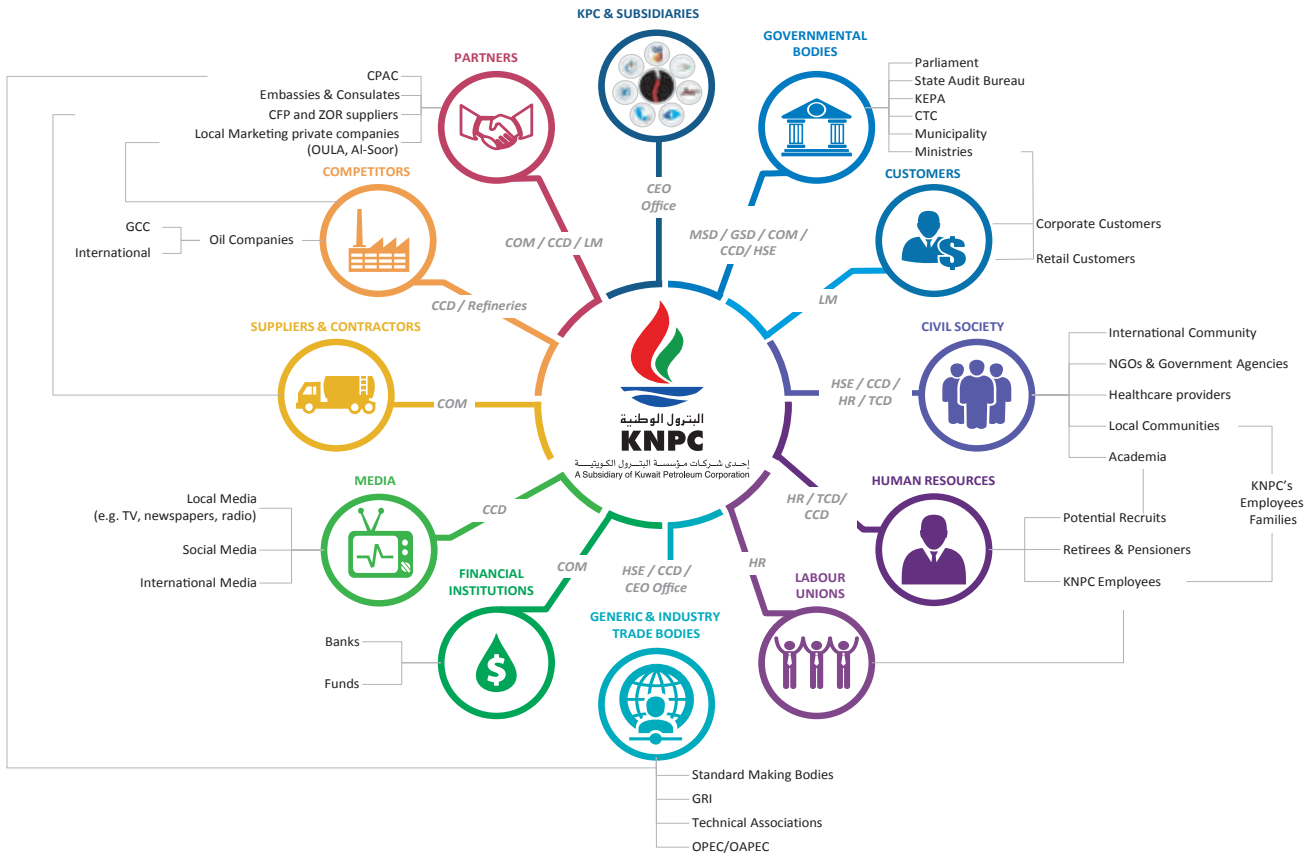 KPC & SUBSIDIARIES
CEO
Office
GOVERNMENTAL
BODIES
Parliament
State Audit Bureau
KEPA
CTC
Municipality
Ministries
MSD / GSD / COM /
CCD/ HSE
CUSTOMERS
Corporate Customers
Retail Customers
LM
CIVIL SOCIETY
International Community
NGOs & Government Agencies
Healthcare providers
Local Communities
Academia
HSE / CCD /
HR / TCD
KNPC's
Employees
Families
HUMAN RESOURCES
Potential Recruits
Retirees & Pensioners
KNPC Employees
HR / TCD/
CCD
LABOUR
UNIONS
HR
GENERIC & INDUSTRY
TRADE BODIES
HSE / CCD /
CEO Office
Standard Making Bodies
GRI
Technical Associations
OPEC/OAPEC
FINANCIAL
INSTITUTIONS
COM
Banks
Funds
MEDIA
CCD
Local Media
(e.g. TV, newspapers, radio)
Social Media
International Media
SUPPLIERS & CONTRACTORS
COM
COMPETITORS
CCD / Refineries
Oil Companies
GCC
International
PARTNERS
COM / CCD / LM
CPAC
Embassies & Consulates
CFP and ZOR suppliers
Local Marketing private companies
(OULA, Al-Soor)
البترول الوطنية
KNPC
إحدى شركات مؤسسة البترول الكويتية
A Subsidiary of Kuwait Petroleum Corporation